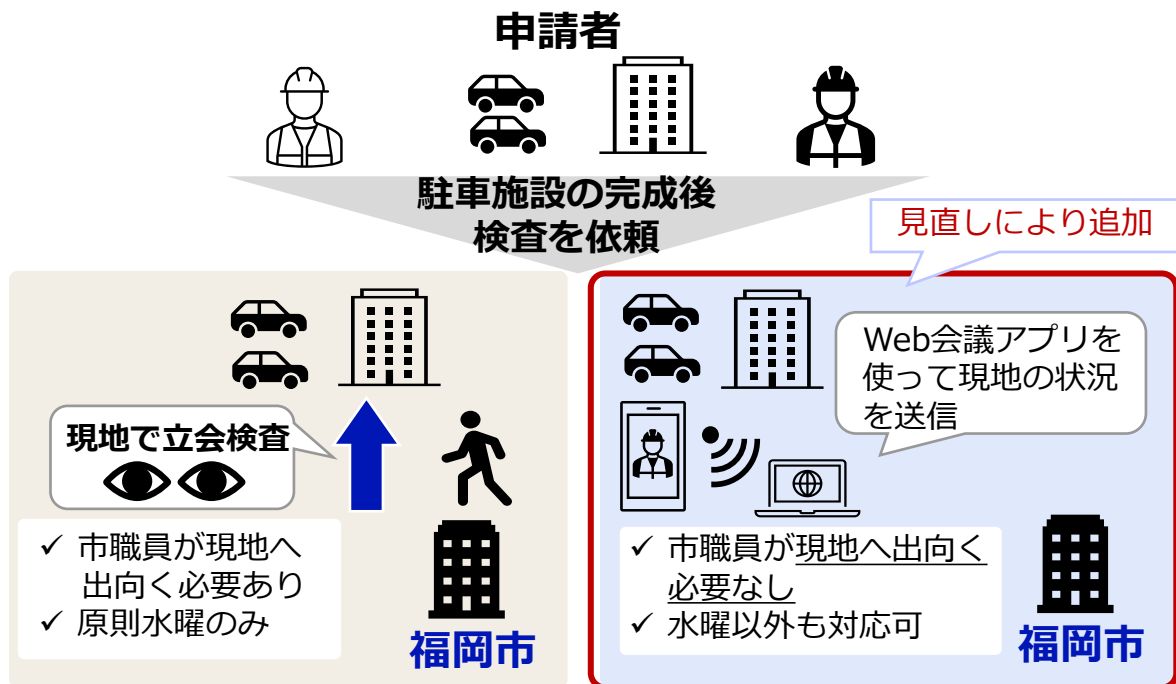 申請者
駐車施設の完成後
検査を依頼
見直しにより追加
現地で立会検査
✓ 市職員が現地へ
出向く必要あり
✓ 原則水曜のみ
福岡市
Web会議アプリを
使って現地の状況
を送信
✓ 市職員が現地へ出向く
必要なし
✓ 水曜以外も対応可
福岡市